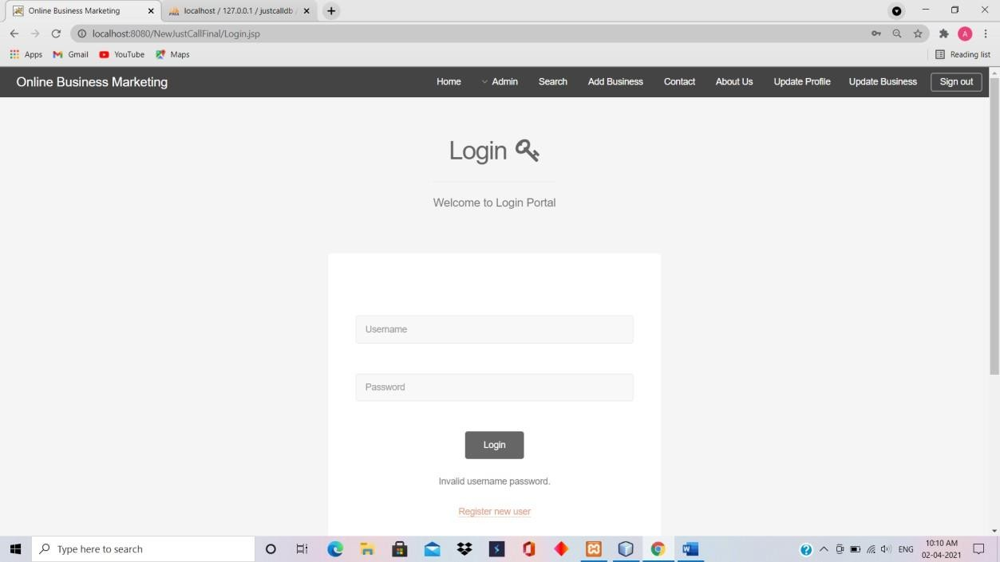 Online Business Marketing
localhost / 127.0.0.1 / justcalldb /
localhost:8080/NewJustCallFinal/Login.jsp
A
Apps Gmail YouTube Maps Reading list
Online Business Marketing Home Admin Search Add Business Contact About Us Update Profile Update Business Sign out
Login
Welcome to Login Portal
Username
Password
Login
Invalid username password.
Register new user
Type here to search
ENG
10:10 AM
02-04-2021